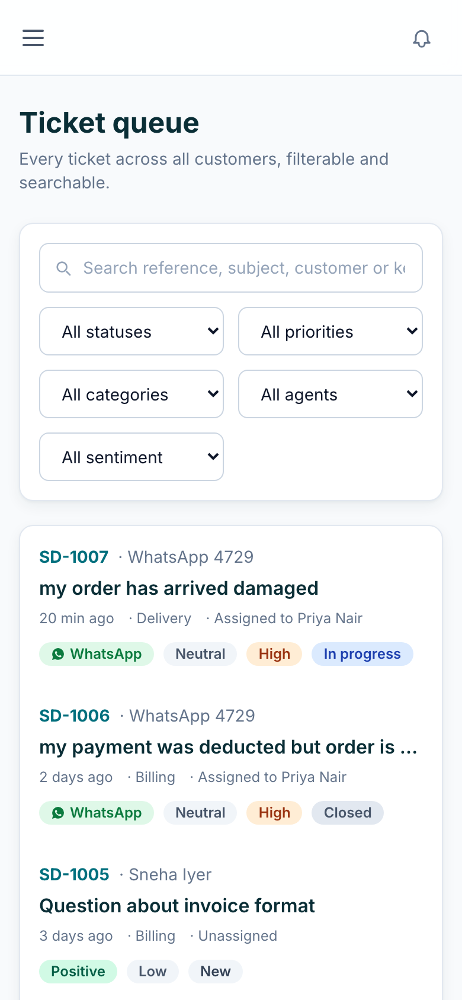 Ticket queue
Every ticket across all customers, filterable and
searchable.
Search reference, subject, customer or ke
All statuses
All priorities
All categories
All agents
All sentiment
SD-1007 · WhatsApp 4729
my order has arrived damaged
20 min ago · Delivery · Assigned to Priya Nair
WhatsApp Neutral High In progress
SD-1006 · WhatsApp 4729
my payment was deducted but order is ...
2 days ago · Billing · Assigned to Priya Nair
WhatsApp Neutral High Closed
SD-1005 · Sneha Iyer
Question about invoice format
3 days ago · Billing · Unassigned
Positive Low New